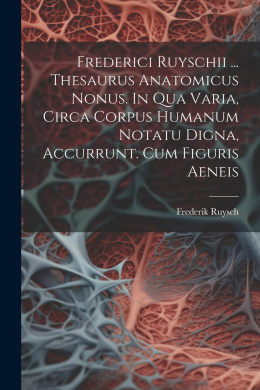 Frederici Ruyschii ...
Thesaurus Anatomicus
Nonus. In Qua Varia,
Circa Corpus Humanum
Notatu Digna,
Accurrunt. Cum Figuris
Aeneis
Frederik Ruysch